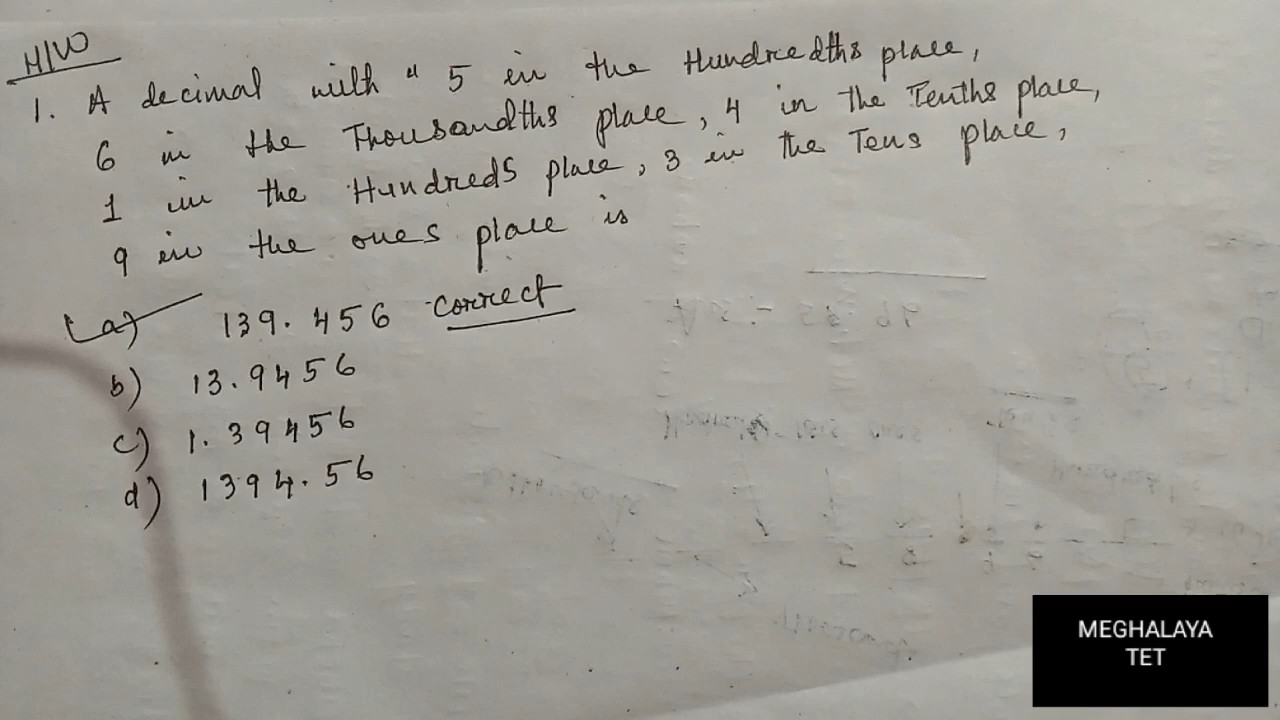 H/W
1. A decimal with " 5 in the Hundredths place,
6 in the Thousandths place, 4 in the Tenths place,
1 in the Hundreds place, 3 in the Tens place,
9 in the ones place is
(a) 139.456 correct
b) 13.9456
c) 1.39456
d) 1394.56
MEGHALAYA
TET